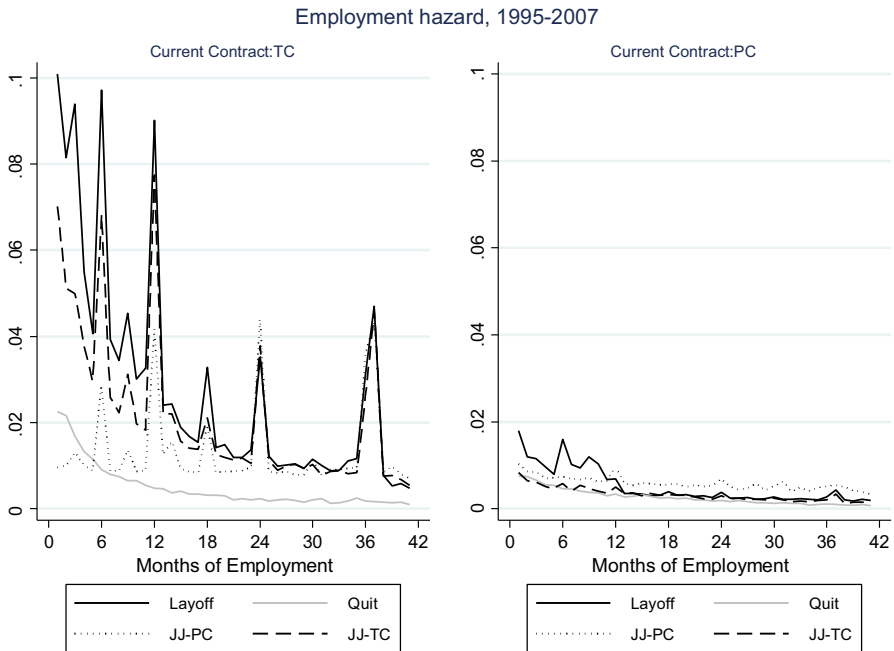 Employment hazard, 1995-2007
Current Contract:TC
.1
.08
.06
.04
.02
0
0 6 12 18 24 30 36 42
Months of Employment
Layoff Quit
JJ-PC JJ-TC
Current Contract:PC
.1
.08
.06
.04
.02
0
0 6 12 18 24 30 36 42
Months of Employment
Layoff Quit
JJ-PC JJ-TC